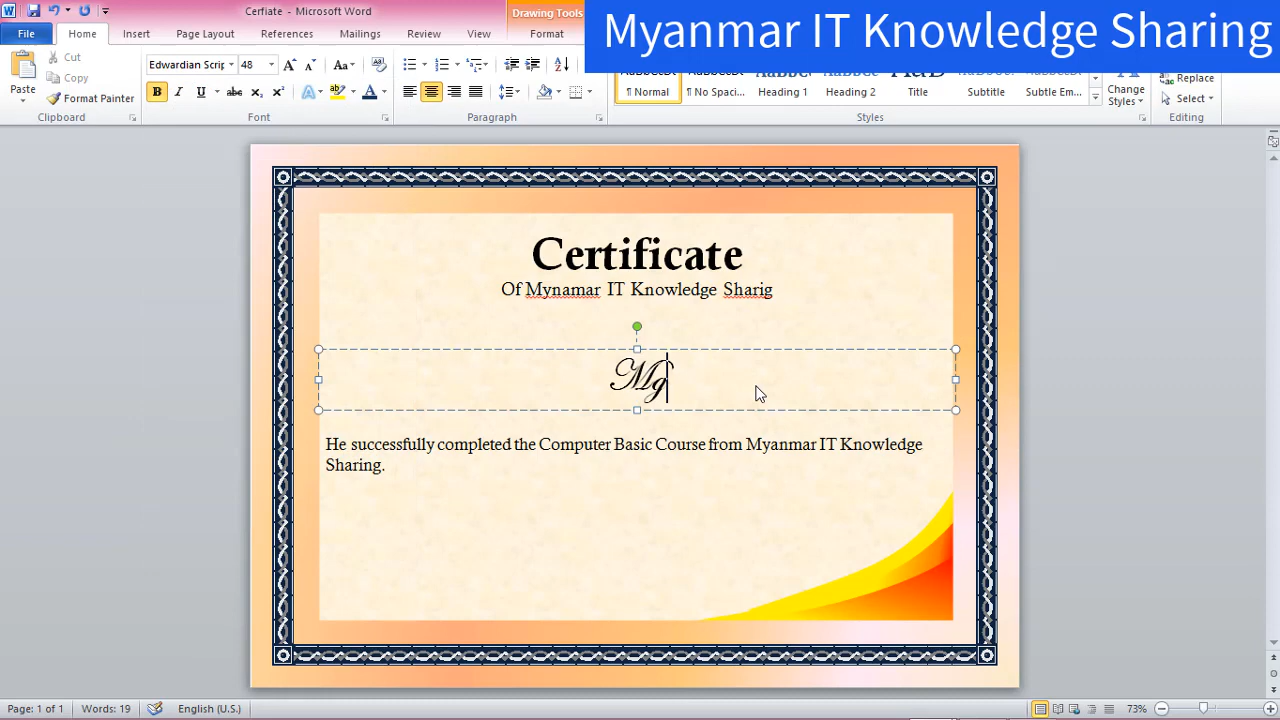 Cerfiate - Microsoft Word
Drawing Tools
Myanmar IT Knowledge Sharing
File
Home
Insert
Page Layout
References
Mailings
Review
View
Format
Paste
Cut
Copy
Format Painter
Clipboard
Edwardian Scrip
48
Font
Paragraph
¶ Normal
¶ No Spaci...
Heading 1
Heading 2
Title
Subtitle
Subtle Em...
Change
Styles
Styles
Replace
Select
Editing
Certificate
Of Mynamar IT Knowledge Sharig
Mg
He successfully completed the Computer Basic Course from Myanmar IT Knowledge
Sharing.
Page: 1 of 1
Words: 19
English (U.S.)
73%